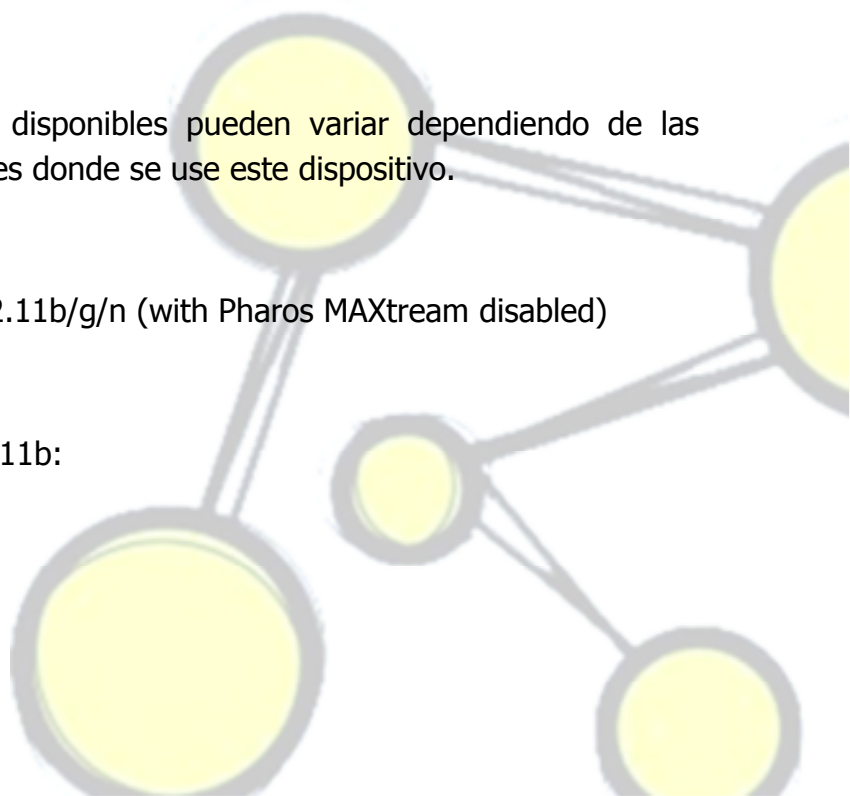 disponibles pueden variar dependiendo de las
es donde se use este dispositivo.
2.11b/g/n (with Pharos MAXtream disabled)
11b: